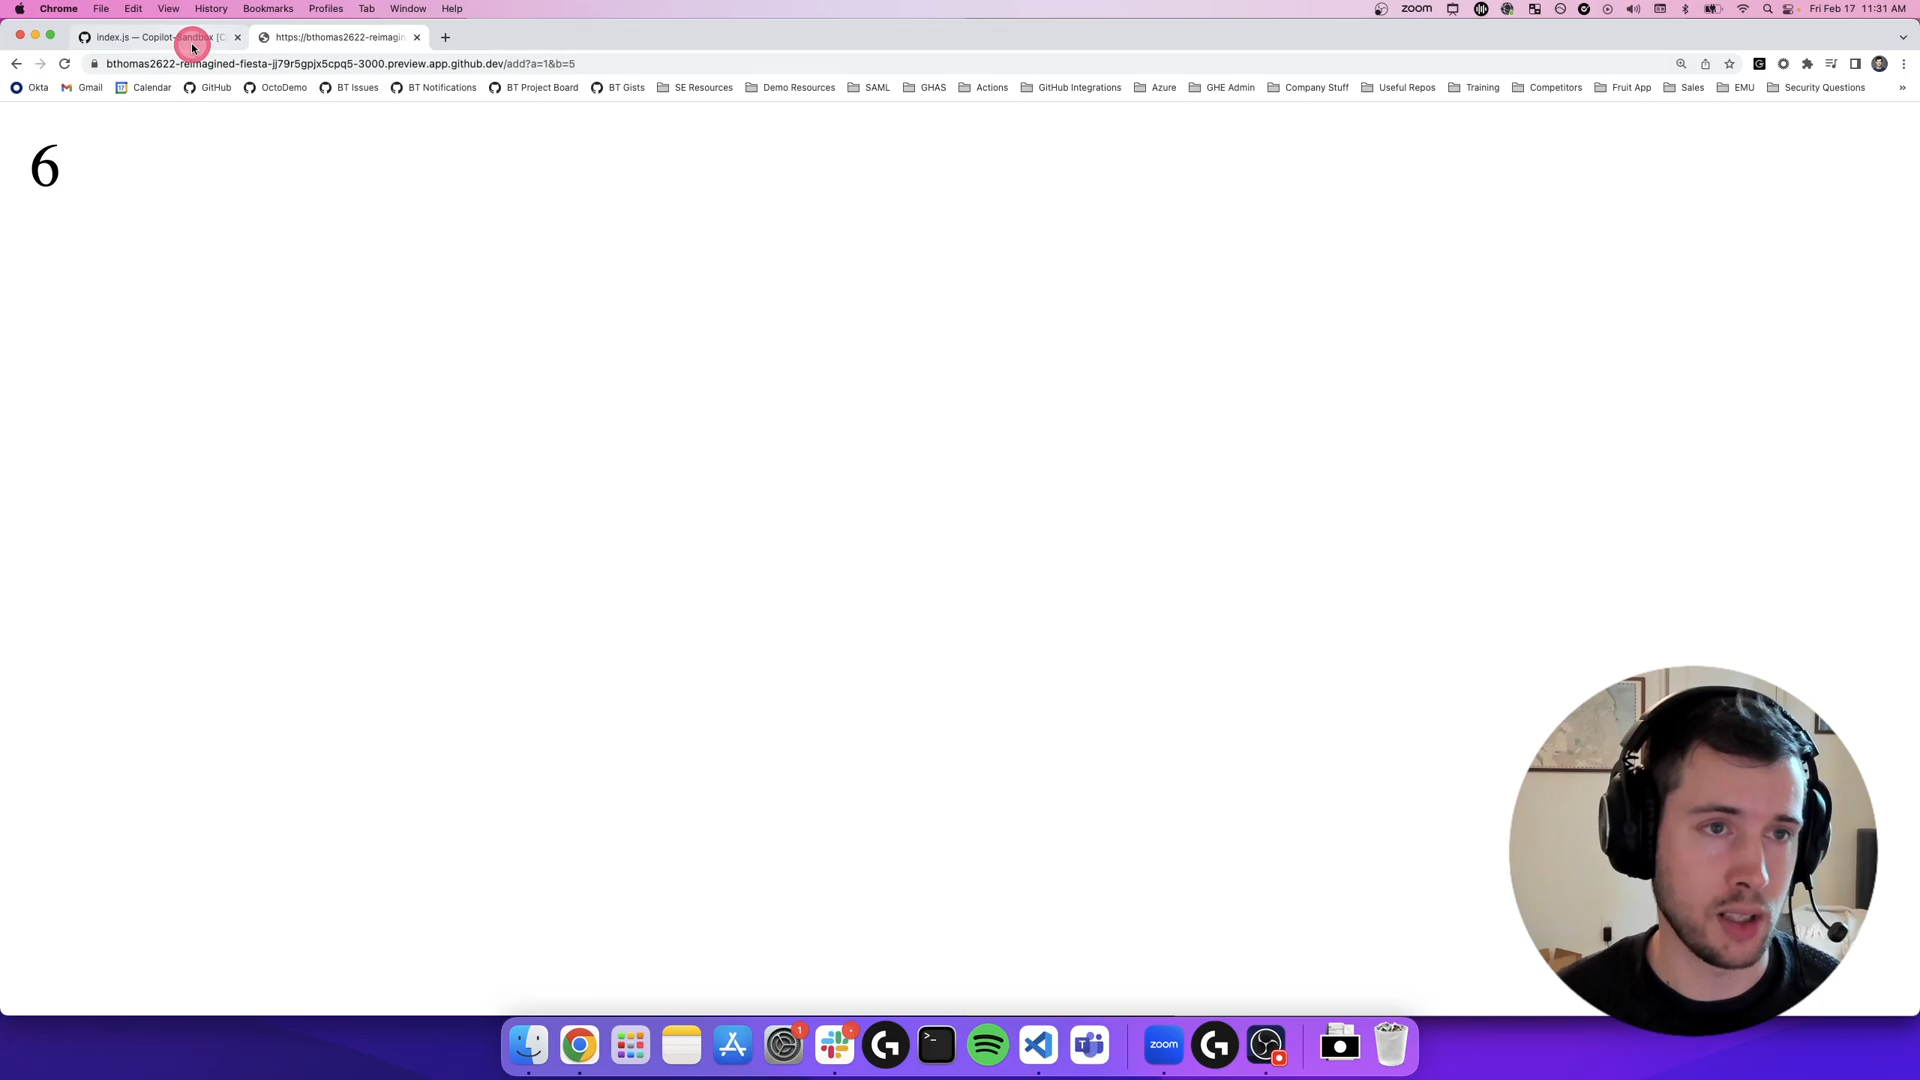 Chrome File Edit View History Bookmarks Profiles Tab Window Help
zoom Fri Feb 17 11:31 AM
index.js — Copilot-Sandbox [C
https://bthomas2622-reimagin
bthomas2622-reimagined-fiesta-jj79r5gpjx5cpq5-3000.preview.app.github.dev/add?a=1&b=5
Okta Gmail Calendar GitHub OctoDemo BT Issues BT Notifications BT Project Board BT Gists SE Resources Demo Resources SAML GHAS Actions GitHub Integrations Azure GHE Admin Company Stuff Useful Repos Training Competitors Fruit App Sales EMU Security Questions »
6
1
zoom